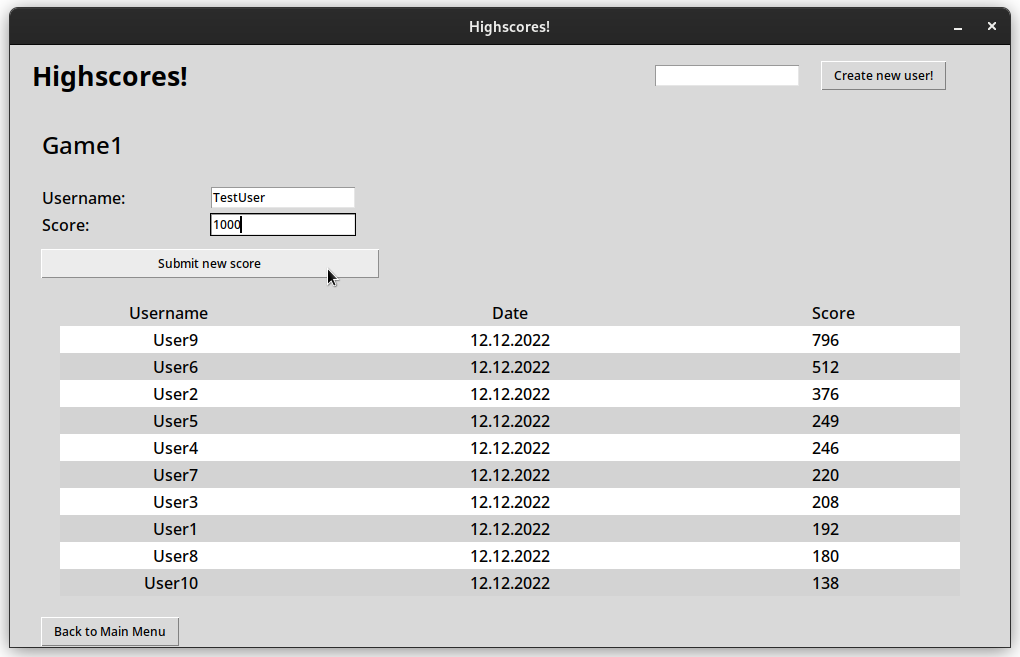 Highscores!
Highscores!
Create new user!
Game1
Username: TestUser
Score: 1000
Submit new score
Username Date Score
User9 12.12.2022 796
User6 12.12.2022 512
User2 12.12.2022 376
User5 12.12.2022 249
User4 12.12.2022 246
User7 12.12.2022 220
User3 12.12.2022 208
User1 12.12.2022 192
User8 12.12.2022 180
User10 12.12.2022 138
Back to Main Menu